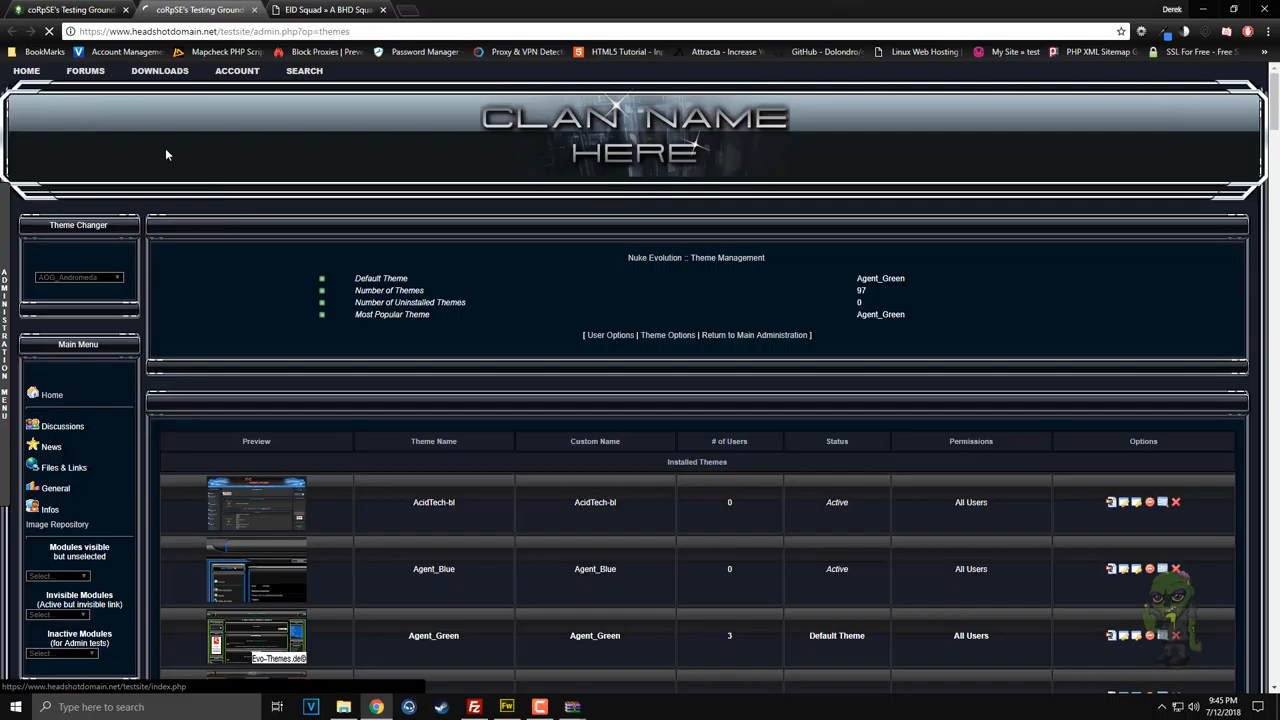 coRpSE's Testing Ground
coRpSE's Testing Ground
EID Squad » A BHD Squa
Derek
https://www.headshotdomain.net/testsite/admin.php?op=themes
BookMarks
Account Manageme
Mapcheck PHP Script
Block Proxies | Preve
Password Manager
Proxy & VPN Detect
HTML5 Tutorial - Intr
Attracta - Increase Y
GitHub - Dolondro/c
Linux Web Hosting |
My Site » test
PHP XML Sitemap G
SSL For Free - Free S
HOME
FORUMS
DOWNLOADS
ACCOUNT
SEARCH
CLAN NAME
HERE
ADMINISTRATION MENU
Theme Changer
AOG_Andromeda
Main Menu
Home
Discussions
News
Files & Links
General
Infos
Image Repository
Modules visible
but unselected
Select...
Invisible Modules
(Active but invisible link)
Select
Inactive Modules
(for Admin tests)
Select
Nuke Evolution :: Theme Management
Default Theme Agent_Green
Number of Themes 97
Number of Uninstalled Themes 0
Most Popular Theme Agent_Green
[ User Options | Theme Options | Return to Main Administration ]
Preview Theme Name Custom Name # of Users Status Permissions Options
Installed Themes
AcidTech-bl AcidTech-bl 0 Active All Users
Agent_Blue Agent_Blue 0 Active All Users
Agent_Green Agent_Green 3 Default Theme All Users
Evo-Themes.de©
https://www.headshotdomain.net/testsite/index.php
Type here to search
9:45 PM
7/12/2018